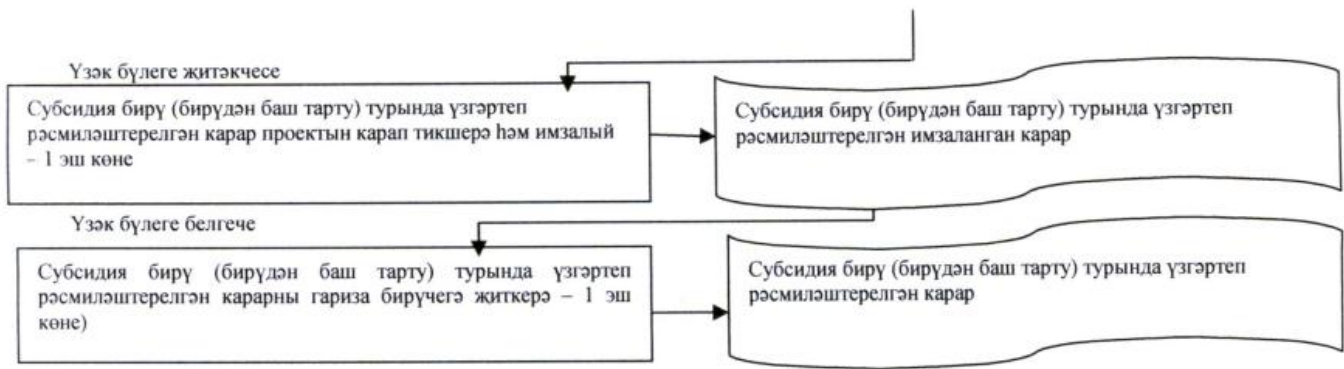 Үзәк бүлеге җитәкчесе
Субсидия бирү (бирүдән баш тарту) турында үзгәртеп
рәсмиләштерелгән карар проектын карап тикшерә һәм имзалый
– 1 эш көне
Субсидия бирү (бирүдән баш тарту) турында үзгәртеп
рәсмиләштерелгән имзаланган карар
Үзәк бүлеге белгече
Субсидия бирү (бирүдән баш тарту) турында үзгәртеп
рәсмиләштерелгән карарны гариза бирүчегә җиткерә – 1 эш
көне)
Субсидия бирү (бирүдән баш тарту) турында үзгәртеп
рәсмиләштерелгән карар